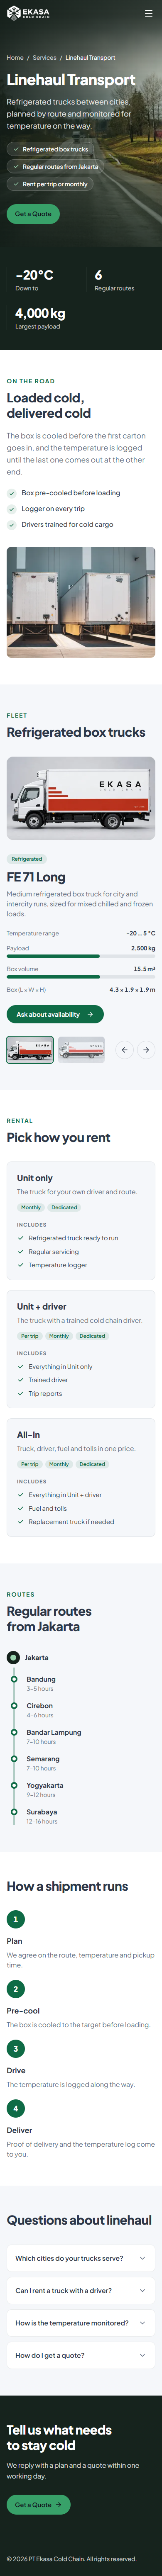 EKASA
COLD CHAIN
Home / Services / Linehaul Transport
Linehaul Transport
Refrigerated trucks between cities,
planned by route and monitored for
temperature on the way.
Refrigerated box trucks
Regular routes from Jakarta
Rent per trip or monthly
Get a Quote
-20°C
Down to
6
Regular routes
4,000 kg
Largest payload
ON THE ROAD
Loaded cold,
delivered cold
The box is cooled before the first carton
goes in, and the temperature is logged
until the last one comes out at the other
end.
Box pre-cooled before loading
Logger on every trip
Drivers trained for cold cargo
FLEET
Refrigerated box trucks
EKASA
Refrigerated
FE 71 Long
Medium refrigerated box truck for city and
intercity runs, sized for mixed chilled and frozen
loads.
Temperature range
-20 … 5 °C
Payload
2,500 kg
Box volume
15.5 m³
Box (L × W × H)
4.3 × 1.9 × 1.9 m
Ask about availability
RENTAL
Pick how you rent
Unit only
The truck for your own driver and route.
Monthly
Dedicated
INCLUDES
Refrigerated truck ready to run
Regular servicing
Temperature logger
Unit + driver
The truck with a trained cold chain driver.
Per trip
Monthly
Dedicated
INCLUDES
Everything in Unit only
Trained driver
Trip reports
All-in
Truck, driver, fuel and tolls in one price.
Per trip
Monthly
Dedicated
INCLUDES
Everything in Unit + driver
Fuel and tolls
Replacement truck if needed
ROUTES
Regular routes
from Jakarta
Jakarta
Bandung
3–5 hours
Cirebon
4–6 hours
Bandar Lampung
7–10 hours
Semarang
7–10 hours
Yogyakarta
9–12 hours
Surabaya
12–16 hours
How a shipment runs
1
Plan
We agree on the route, temperature and pickup
time.
2
Pre-cool
The box is cooled to the target before loading.
3
Drive
The temperature is logged along the way.
4
Deliver
Proof of delivery and the temperature log come
to you.
Questions about linehaul
Which cities do your trucks serve?
Can I rent a truck with a driver?
How is the temperature monitored?
How do I get a quote?
Tell us what needs
to stay cold
We reply with a plan and a quote within one
working day.
Get a Quote
© 2026 PT Ekasa Cold Chain. All rights reserved.